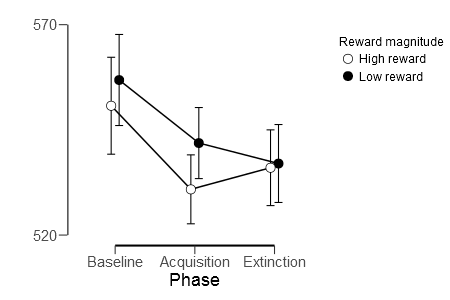 570
Reward magnitude
High reward
Low reward
520
Baseline Acquisition Extinction
Phase